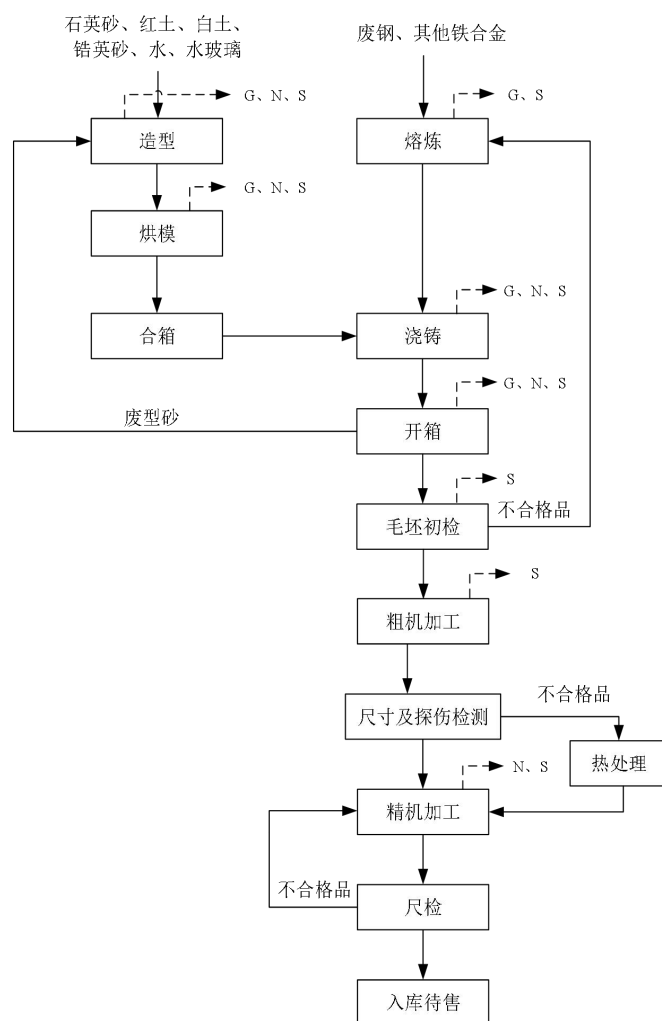 石英砂、红土、白土、
锆英砂、水、水玻璃
废钢、其他铁合金
G、N、S
G、S
造型
熔炼
G、N、S
烘模
G、N、S
合箱
浇铸
G、N、S
废型砂
开箱
S
不合格品
毛坯初检
S
粗机加工
不合格品
尺寸及探伤检测
热处理
N、S
精机加工
不合格品
尺检
入库待售